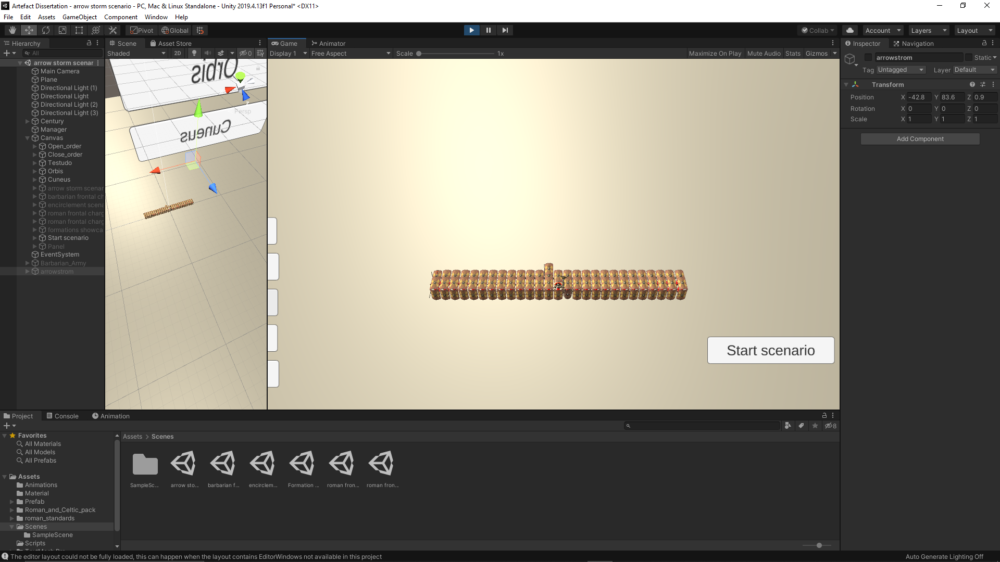 Artefact Dissertation - arrow storm scenario - PC, Mac & Linux Standalone - Unity 2019.4.13f1 Personal* <DX11>
File Edit Assets GameObject Component Window Help
Pivot Global Collab Account Layers Layout
Hierarchy Scene Asset Store Game Animator Inspector Navigation
All Shaded 2D 0 Display 1 Free Aspect Scale 1x Maximize On Play Mute Audio Stats Gizmos
arrow storm scenar
Main Camera
Plane
Directional Light (1)
Directional Light
Directional Light (2)
Directional Light (3)
Century
Manager
Canvas
Open_order
Close_order
Testudo
Orbis
Cuneus
arrow storm scenar
barbarian frontal ch
encirclement scena
roman frontal charg
roman frontal charg
formations showca
Start scenario
Panel
EventSystem
Barbarian_Army
arrowstrom
Orbis
Persp
Cuneus
Start scenario
arrowstrom Static
Tag Untagged Layer Default
Transform
Position X -42.8 Y 83.6 Z 0.9
Rotation X 0 Y 0 Z 0
Scale X 1 Y 1 Z 1
Add Component
Project Console Animation
8
Favorites
All Materials
All Models
All Prefabs
Assets
Animations
Material
Prefab
Roman_and_Celtic_pack
roman_standards
Scenes
SampleScene
Scripts
Assets > Scenes
SampleSc... arrow sto... barbarian f... encirclem... Formation ... roman fron... roman fron...
The editor layout could not be fully loaded, this can happen when the layout contains EditorWindows not available in this project
Auto Generate Lighting Off